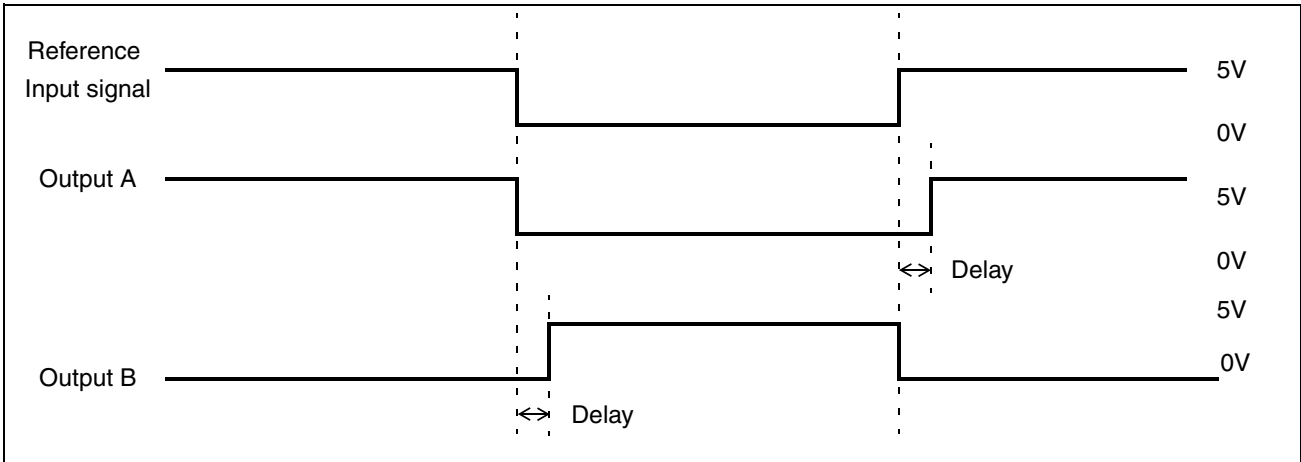 Reference
Input signal
5V
0V
Output A
5V
0V
Delay
5V
0V
Output B
Delay